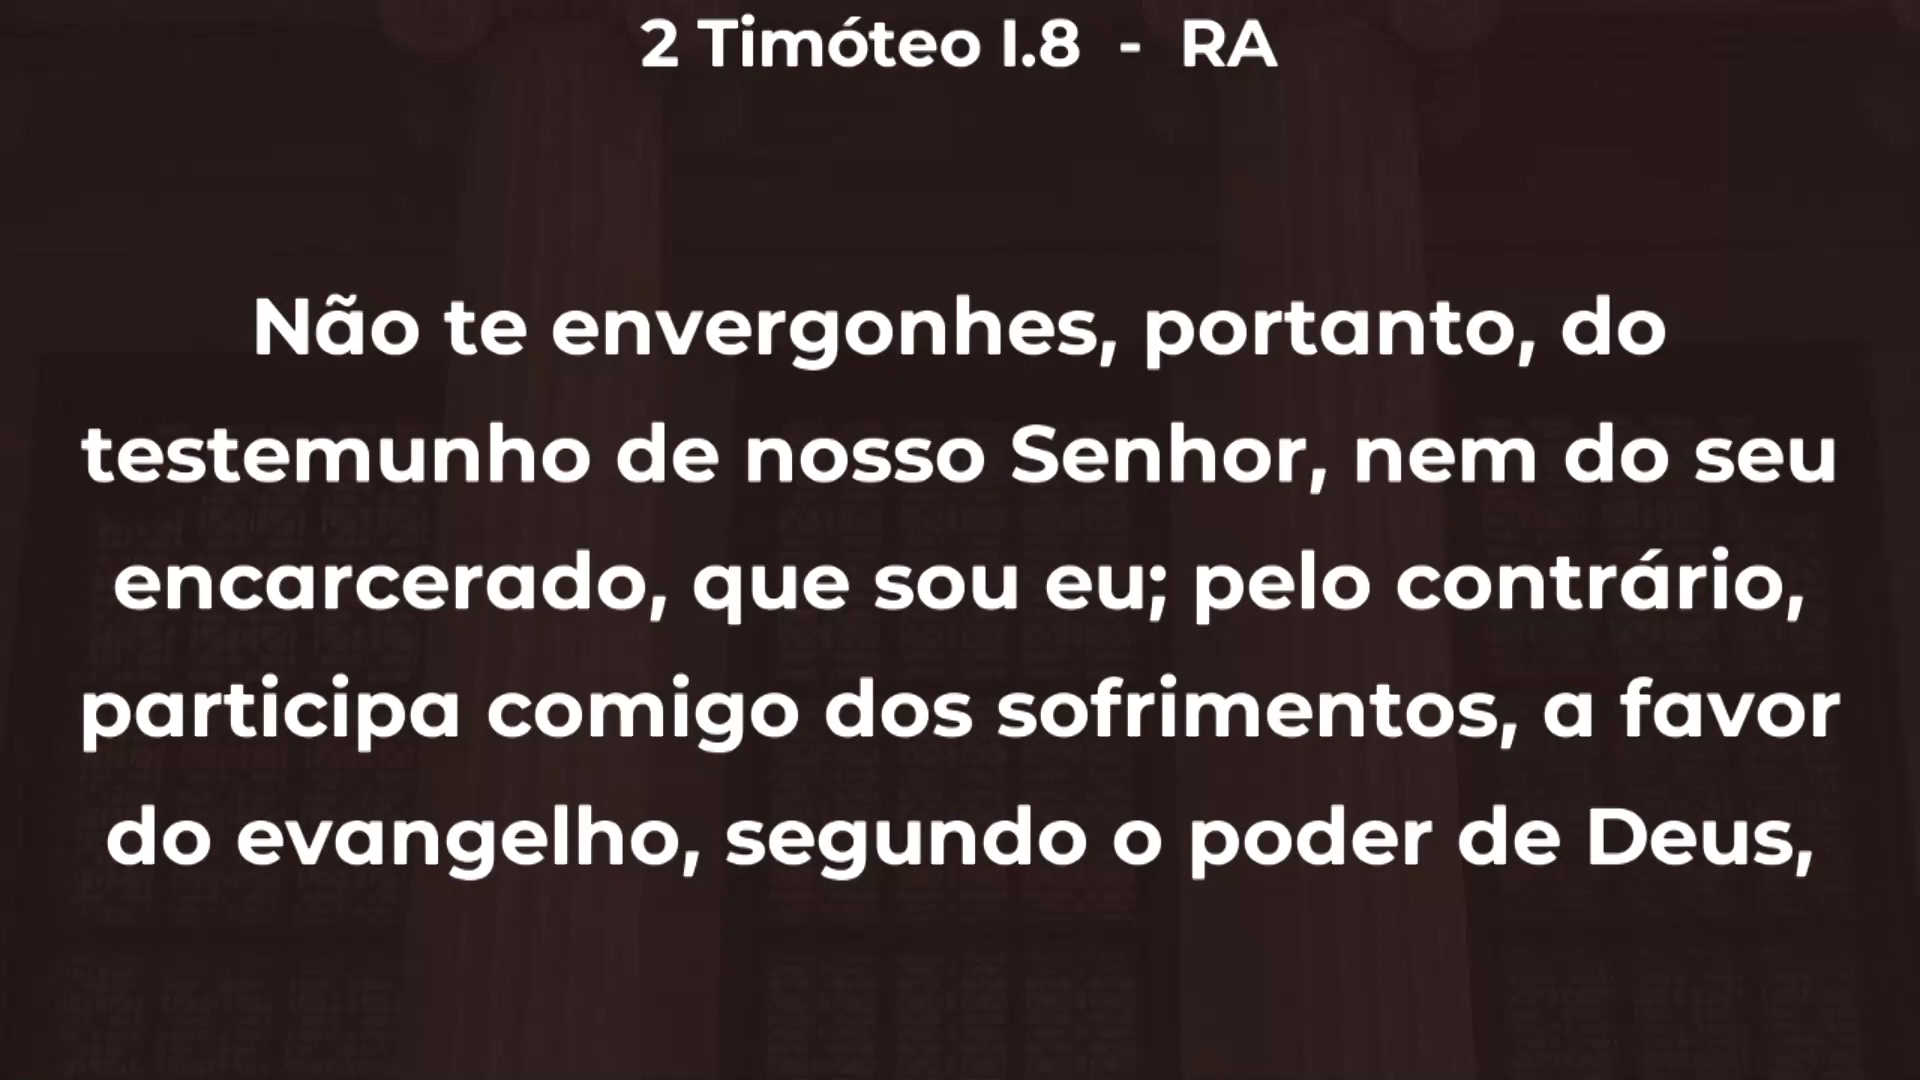 2 Timóteo I.8 - RA
Não te envergonhes, portanto, do
testemunho de nosso Senhor, nem do seu
encarcerado, que sou eu; pelo contrário,
participa comigo dos sofrimentos, a favor
do evangelho, segundo o poder de Deus,